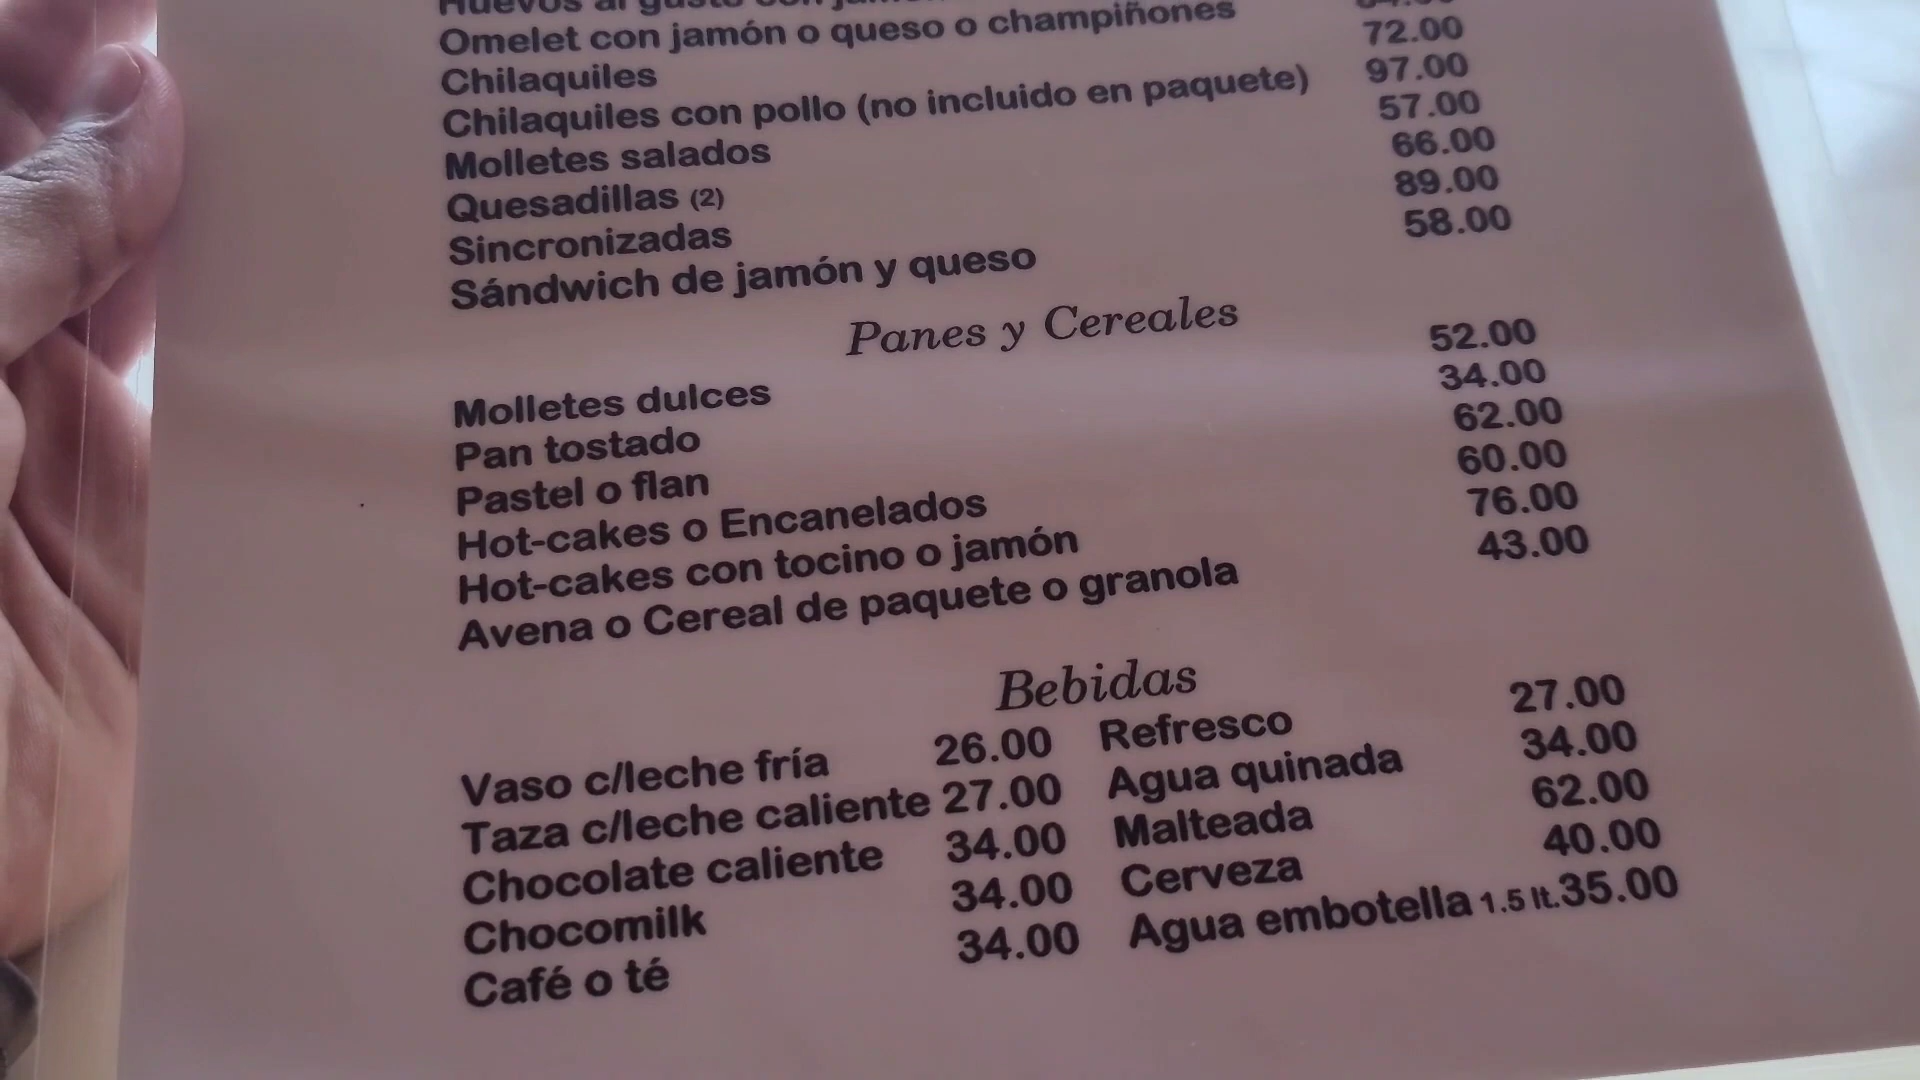 Huevos al gusto con
Omelet con jamón o queso o champiñones
Chilaquiles 72.00
Chilaquiles con pollo (no incluido en paquete) 97.00
Molletes salados 57.00
Quesadillas (2) 66.00
Sincronizadas 89.00
Sándwich de jamón y queso 58.00
Panes y Cereales
Molletes dulces 52.00
Pan tostado 34.00
Pastel o flan 62.00
Hot-cakes o Encanelados 60.00
Hot-cakes con tocino o jamón 76.00
Avena o Cereal de paquete o granola 43.00
Bebidas
Vaso c/leche fría 26.00 Refresco 27.00
Taza c/leche caliente 27.00 Agua quinada 34.00
Chocolate caliente 34.00 Malteada 62.00
Chocomilk 34.00 Cerveza 40.00
Café o té 34.00 Agua embotella 1.5 lt. 35.00